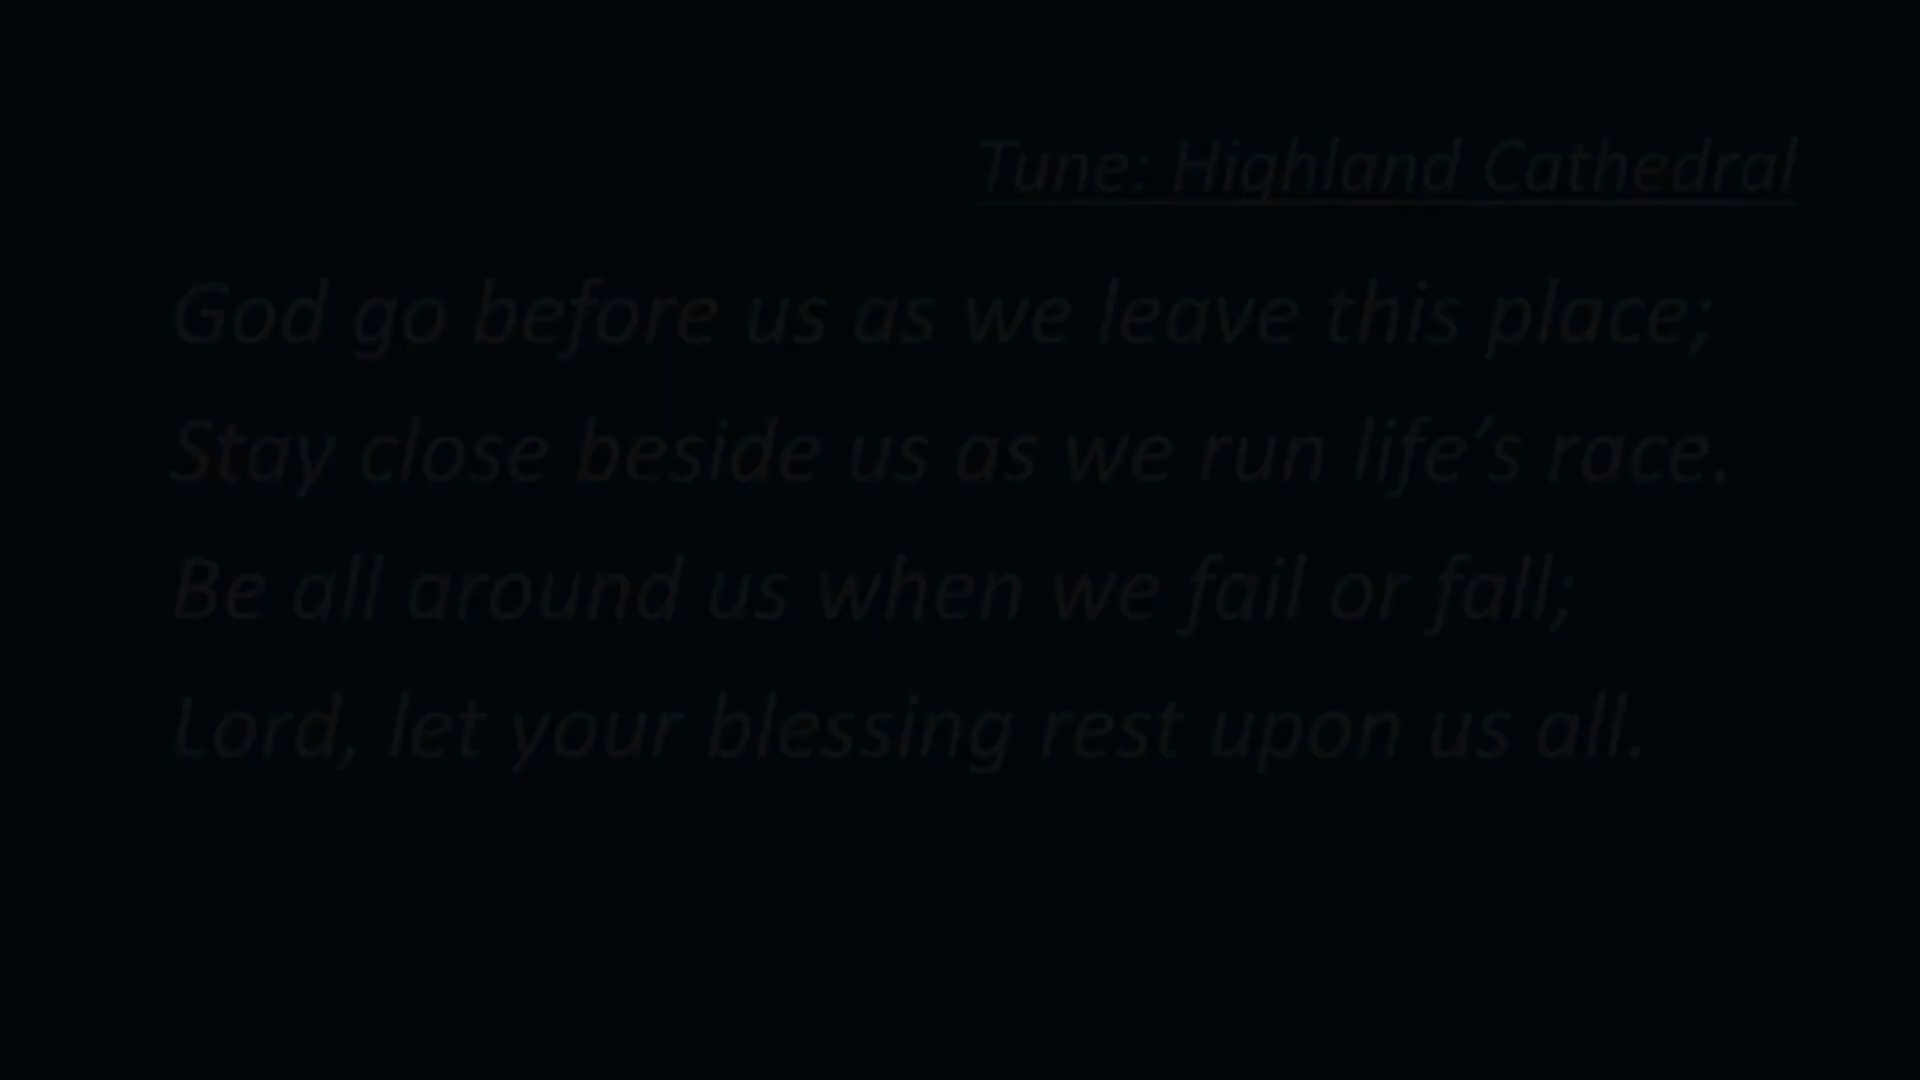 Tune: Highland Cathedral
God go before us as we leave this place;
Stay close beside us as we run life’s race.
Be all around us when we fail or fall;
Lord, let your blessing rest upon us all.